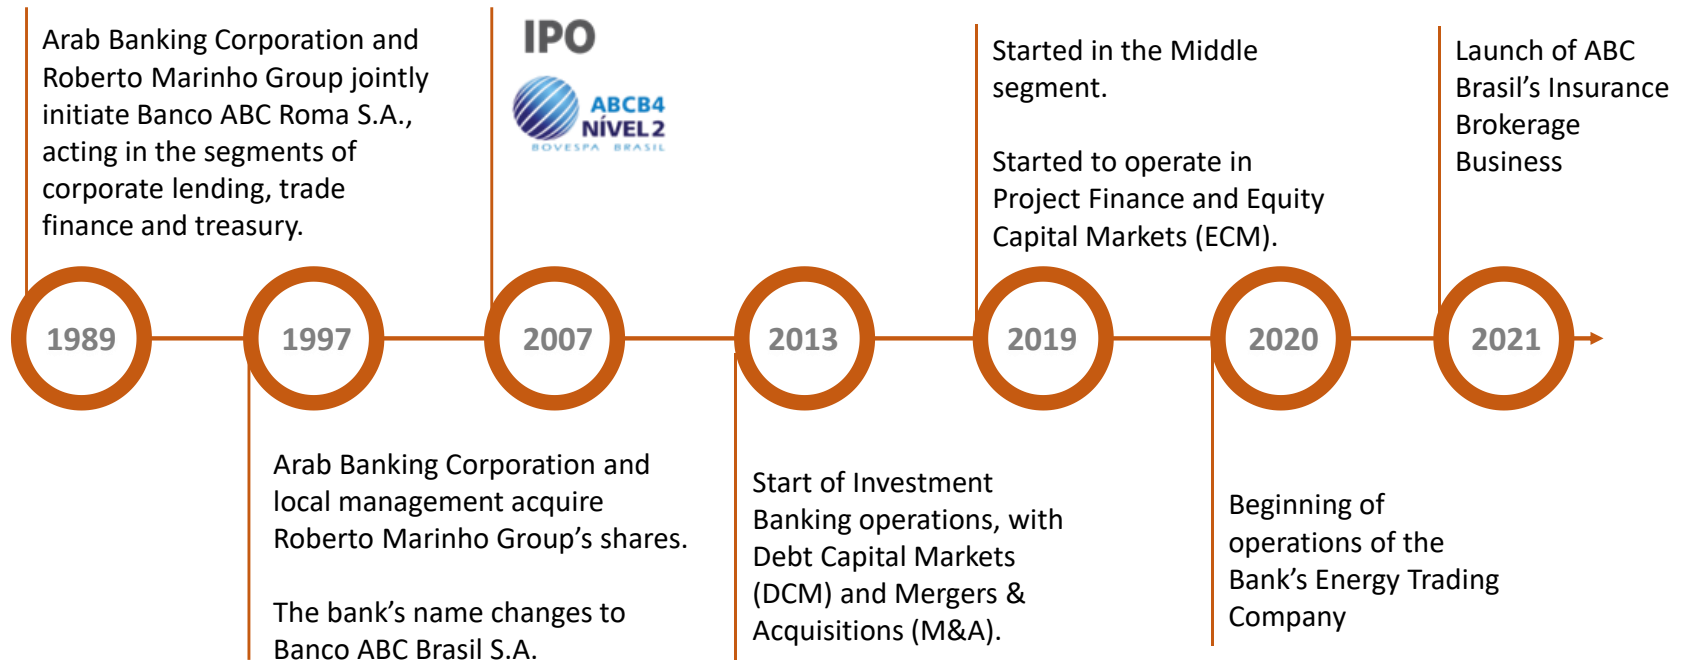 Arab Banking Corporation and
Roberto Marinho Group jointly
initiate Banco ABC Roma S.A.,
acting in the segments of
corporate lending, trade
finance and treasury.
IPO
ABCB4
NÍVEL 2
BOVESPA BRASIL
Started in the Middle
segment.
Started to operate in
Project Finance and Equity
Capital Markets (ECM).
Launch of ABC
Brasil’s Insurance
Brokerage
Business
1989
1997
2007
2013
2019
2020
2021
Arab Banking Corporation and
local management acquire
Roberto Marinho Group’s shares.
The bank’s name changes to
Banco ABC Brasil S.A.
Start of Investment
Banking operations, with
Debt Capital Markets
(DCM) and Mergers &
Acquisitions (M&A).
Beginning of
operations of the
Bank’s Energy Trading
Company